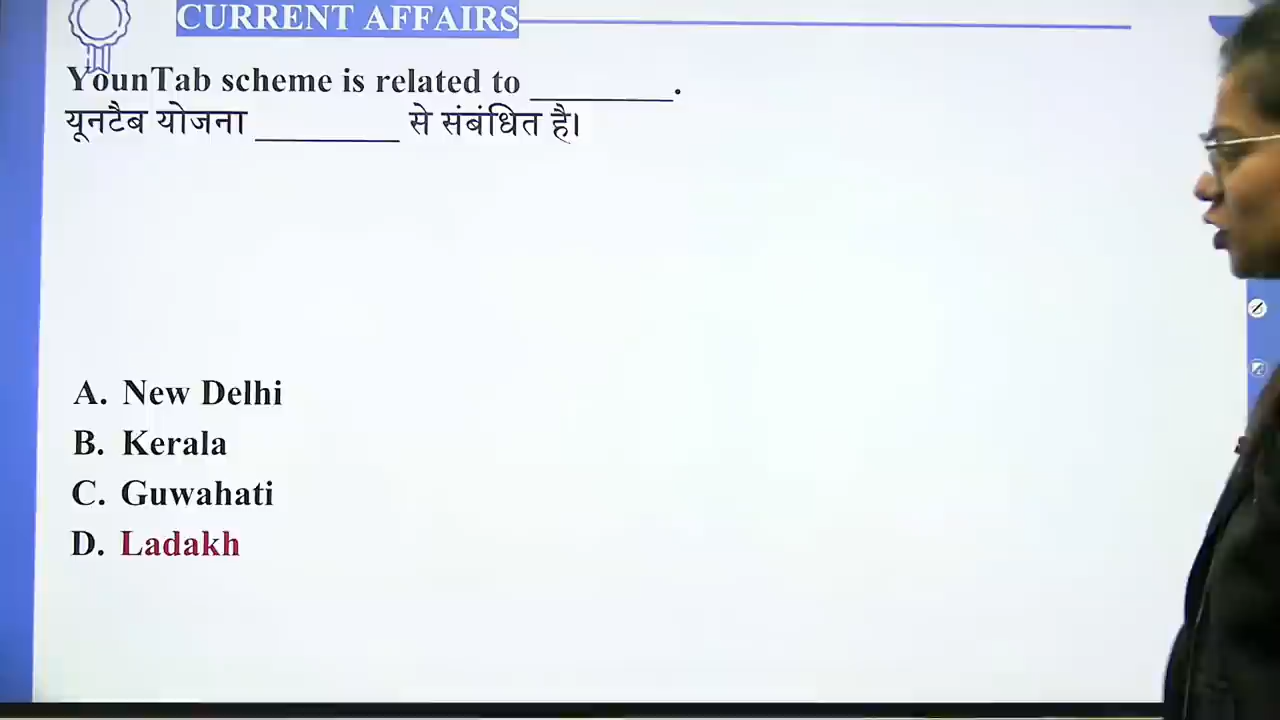 CURRENT AFFAIRS
YounTab scheme is related to ________.
यूनटैब योजना ________ से संबंधित है।
A. New Delhi
B. Kerala
C. Guwahati
D. Ladakh